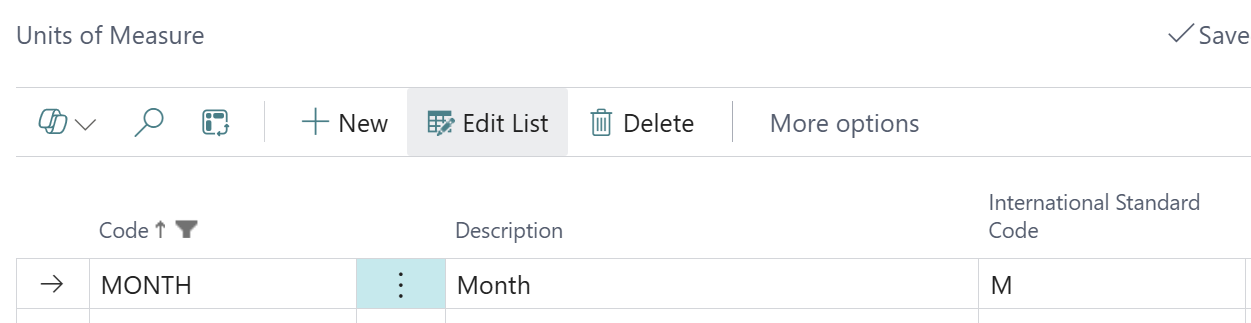 Units of Measure
Save
New
Edit List
Delete
More options
Code
Description
International Standard
Code
MONTH
Month
M